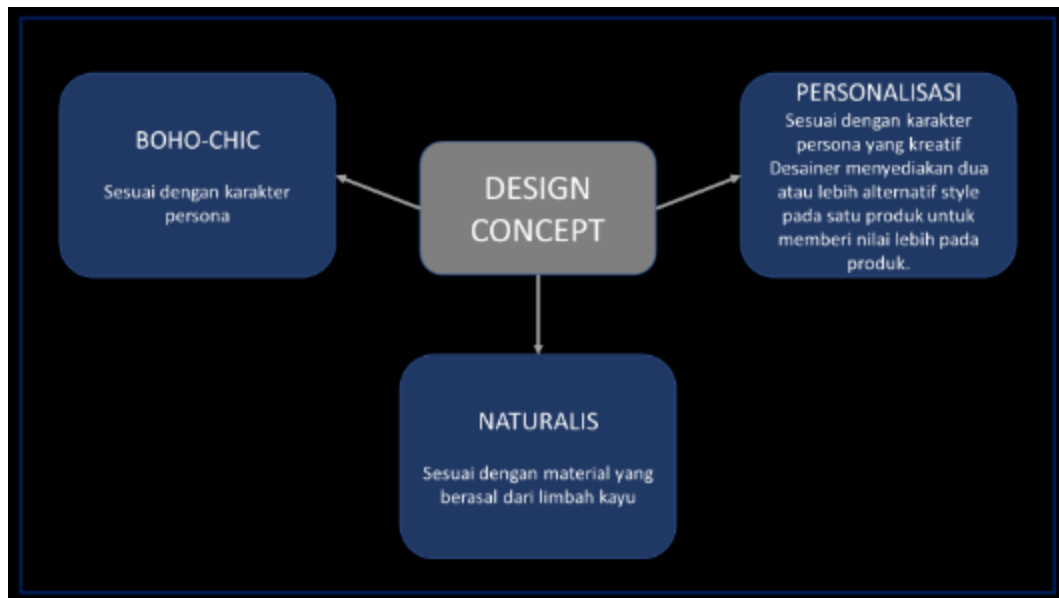 DESIGN
CONCEPT
BOHO-CHIC
Sesuai dengan karakter
persona
PERSONALISASI
Sesuai dengan karakter
persona yang kreatif
Desainer menyediakan dua
atau lebih alternatif style
pada satu produk untuk
memberi nilai lebih pada
produk.
NATURALIS
Sesuai dengan material yang
berasal dari limbah kayu